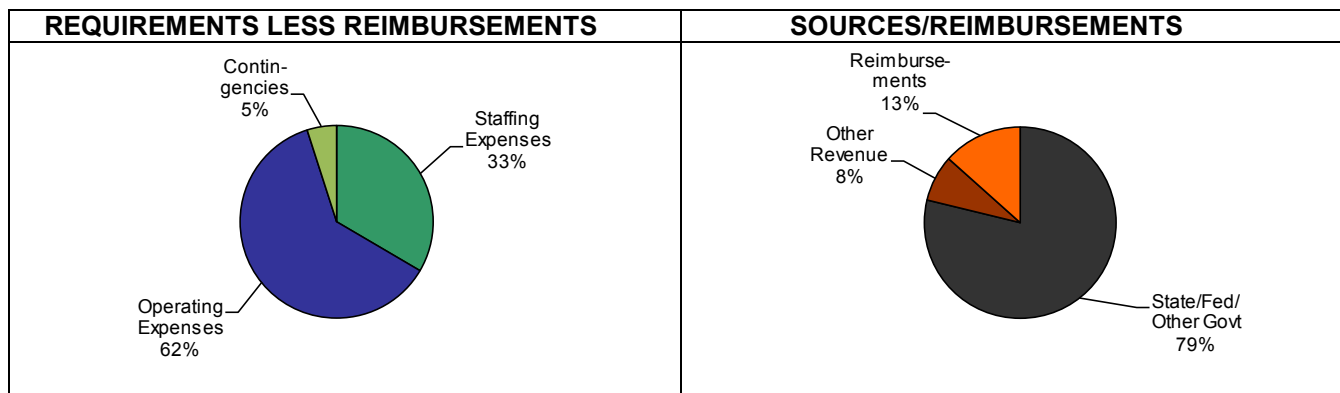 REQUIREMENTS LESS REIMBURSEMENTS
Contin-
gencies
5%
Staffing
Expenses
33%
Operating
Expenses
62%
SOURCES/REIMBURSEMENTS
Reimburse-
ments
13%
Other
Revenue
8%
State/Fed/
Other Govt
79%